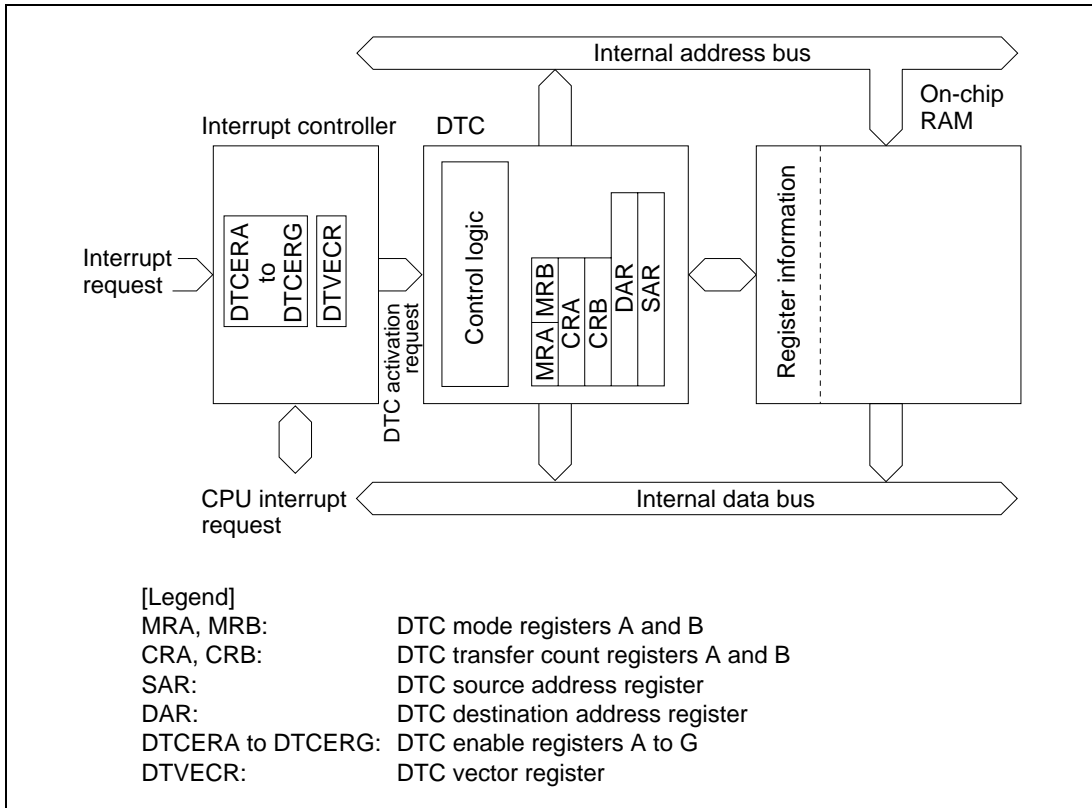 Internal address bus
On-chip
RAM
Interrupt controller
DTC
Interrupt
request
DTCERA
to
DTCERG
DTVECR
DTC activation
request
Control logic
MRA
MRB
CRA
CRB
DAR
SAR
Register information
CPU interrupt
request
Internal data bus
[Legend]
MRA, MRB: DTC mode registers A and B
CRA, CRB: DTC transfer count registers A and B
SAR: DTC source address register
DAR: DTC destination address register
DTCERA to DTCERG: DTC enable registers A to G
DTVECR: DTC vector register